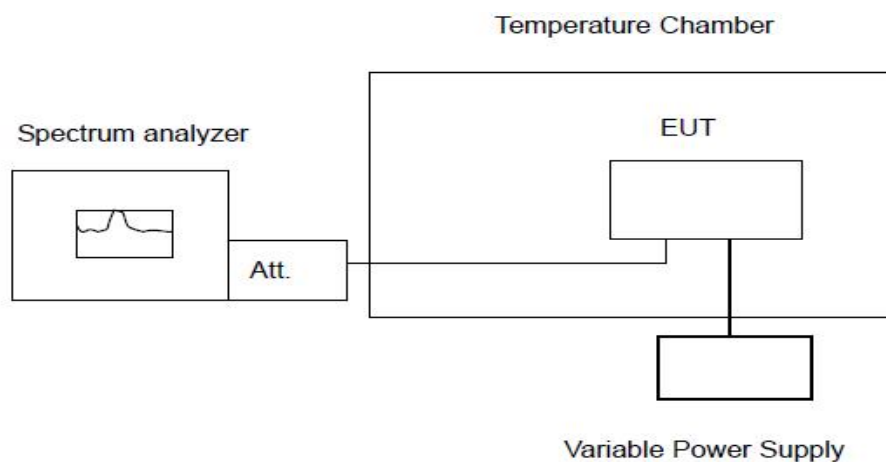 Temperature Chamber
Spectrum analyzer
EUT
Att.
Variable Power Supply